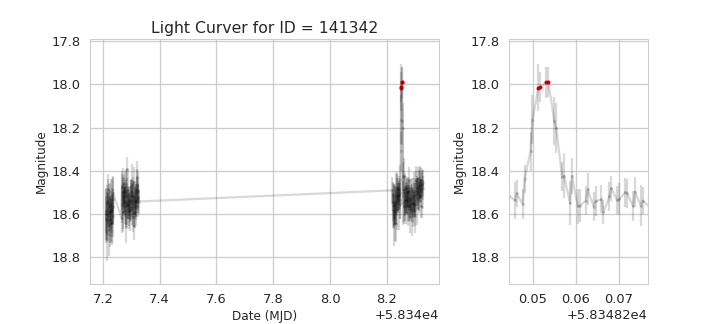 Light Curver for ID = 141342
17.8
18.0
18.2
18.4
18.6
18.8
Magnitude
7.2 7.4 7.6 7.8 8.0 8.2
Date (MJD)
+5.834e4
17.8
18.0
18.2
18.4
18.6
18.8
Magnitude
0.05 0.06 0.07
+5.83482e4